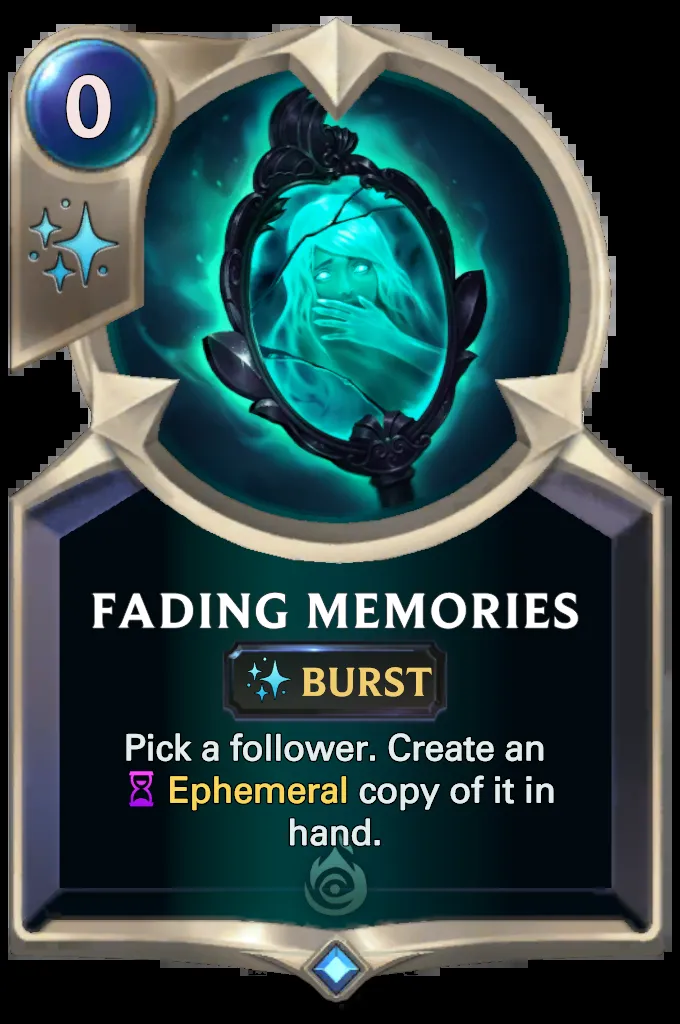 0
FADING MEMORIES
BURST
Pick a follower. Create an
Ephemeral copy of it in
hand.